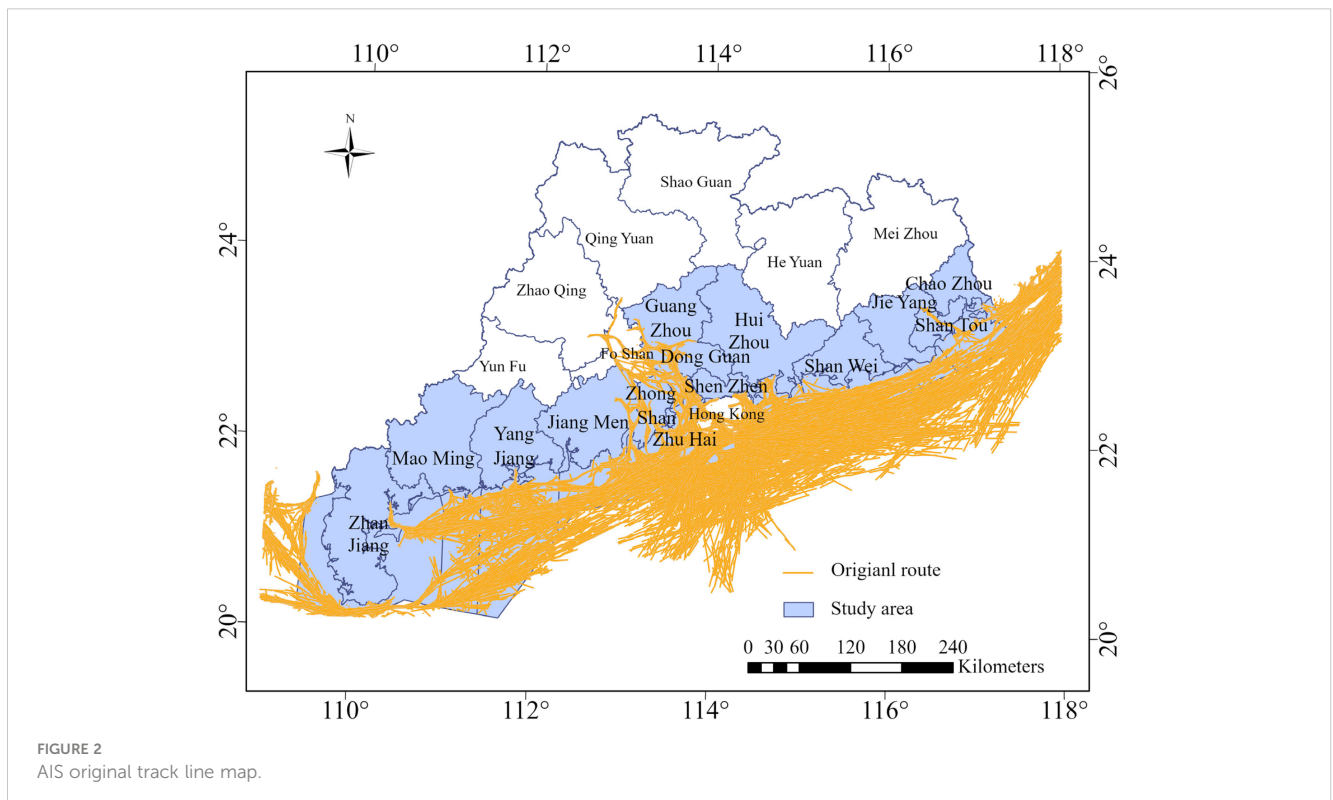 110°
112°
114°
116°
118°
26°
N
Shao Guan
Qing Yuan
Mei Zhou
24°
He Yuan
24°
Zhao Qing
Chao Zhou
Guang
Zhou
Jie Yang
Hui
Zhou
Shan Tou
Fo Shan
Dong Guan
Yun Fu
Shan Wei
Shen Zhen
Zhong
Shan
Hong Kong
Jiang Men
22°
Yang
Jiang
Zhu Hai
22°
Mao Ming
Zhan
Jiang
Origianl route
Study area
20°
20°
0 30 60 120 180 240
Kilometers
110°
112°
114°
116°
118°
FIGURE 2
AIS original track line map.